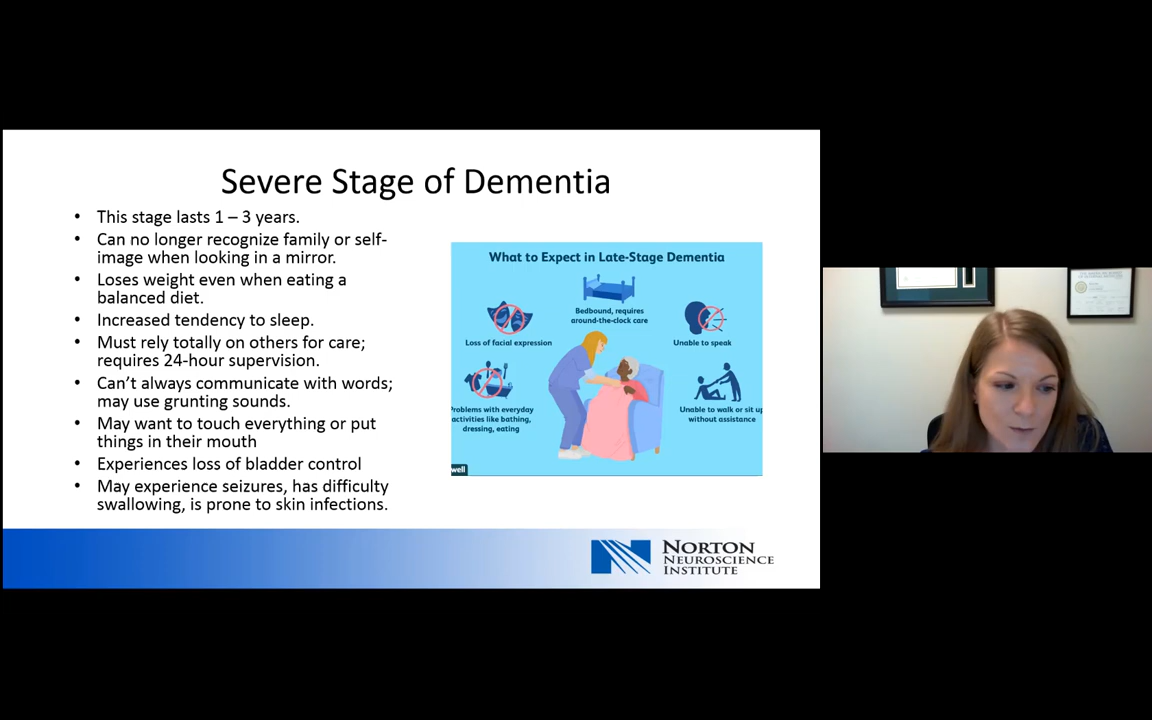 Severe Stage of Dementia
• This stage lasts 1 – 3 years.
• Can no longer recognize family or self-
image when looking in a mirror.
• Loses weight even when eating a
balanced diet.
• Increased tendency to sleep.
• Must rely totally on others for care;
requires 24-hour supervision.
• Can’t always communicate with words;
may use grunting sounds.
• May want to touch everything or put
things in their mouth
• Experiences loss of bladder control
• May experience seizures, has difficulty
swallowing, is prone to skin infections.
What to Expect in Late-Stage Dementia
Bedbound, requires
around-the-clock care
Loss of facial expression
Unable to speak
Problems with everyday
activities like bathing,
dressing, eating
Unable to walk or sit up
without assistance
well
NORTON
NEUROSCIENCE
INSTITUTE